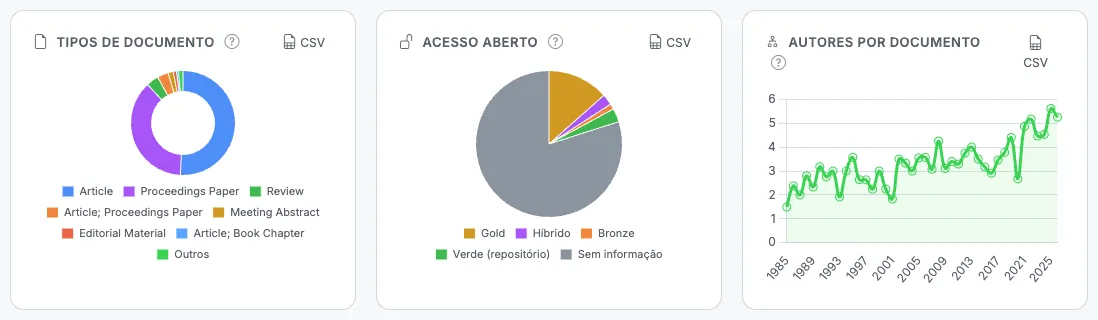 TIPOS DE DOCUMENTO ? CSV
Article Proceedings Paper Review
Article; Proceedings Paper Meeting Abstract
Editorial Material Article; Book Chapter
Outros
ACESSO ABERTO ? CSV
Gold Híbrido Bronze
Verde (repositório) Sem informação
AUTORES POR DOCUMENTO
? CSV
6
5
4
3
2
1
0
1985 1989 1993 1997 2001 2005 2009 2013 2017 2021 2025